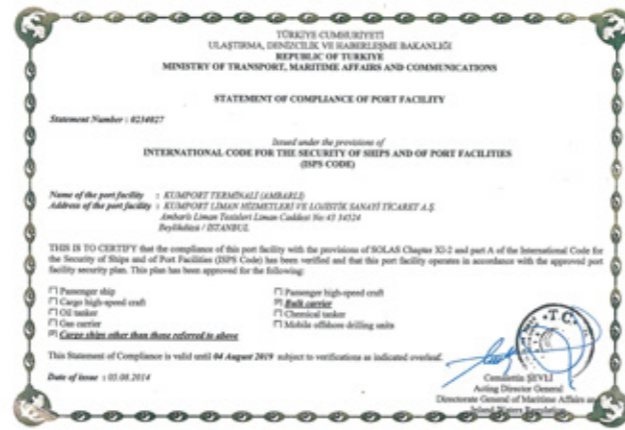 TÜRKİYE CUMHURİYETİ
ULAŞTIRMA, DENİZCİLİK VE HABERLEŞME BAKANLIĞI
REPUBLIC OF TURKIYE
MINISTRY OF TRANSPORT, MARITIME AFFAIRS AND COMMUNICATIONS
STATEMENT OF COMPLIANCE OF PORT FACILITY
Statement Number : 0234027
Issued under the provisions of
INTERNATIONAL CODE FOR THE SECURITY OF SHIPS AND OF PORT FACILITIES
(ISPS CODE)
Name of the port facility : KUMPORT TERMİNALİ (AMBARLI)
Address of the port facility : KUMPORT LİMAN HİZMETLERİ VE LOJİSTİK SANAYİ TİCARET A.Ş.
Ambarlı Liman Tesisleri Liman Caddesi No:43 34524
Beylikdüzü / İSTANBUL
THIS IS TO CERTIFY that the compliance of this port facility with the provisions of SOLAS Chapter XI-2 and part A of the International Code for
the Security of Ships and of Port Facilities (ISPS Code) has been verified and that this port facility operates in accordance with the approved port
facility security plan. This plan has been approved for the following:
Passenger ship
Passenger high-speed craft
Cargo high-speed craft
Bulk carrier
Oil tanker
Chemical tanker
Gas carrier
Mobile offshore drilling units
Cargo ships other than those referred to above
This Statement of Compliance is valid until 04 August 2019 subject to verifications as indicated overleaf.
Date of issue : 05.08.2014
T.C.
Cemalettin ŞEVLİ
Acting Director General
Directorate General of Maritime Affairs and
Inland Waters Regulation